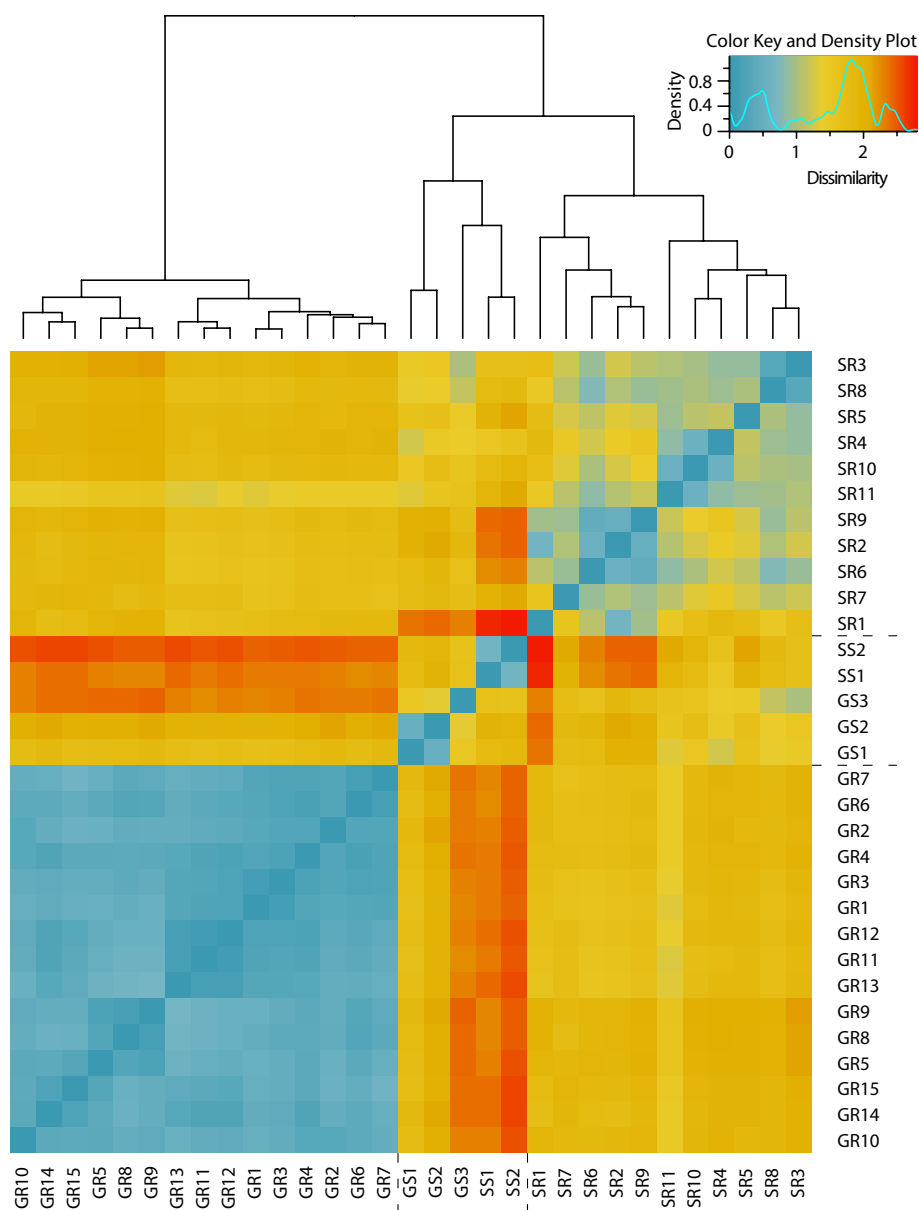 Color Key and Density Plot
Density
0.8
0.4
0
0 1 2
Dissimilarity
SR3
SR8
SR5
SR4
SR10
SR11
SR9
SR2
SR6
SR7
SR1
SS2
SS1
GS3
GS2
GS1
GR7
GR6
GR2
GR4
GR3
GR1
GR12
GR11
GR13
GR9
GR8
GR5
GR15
GR14
GR10
GR10 GR14 GR15 GR5 GR8 GR9 GR13 GR11 GR12 GR1 GR3 GR4 GR2 GR6 GR7 GS1 GS2 GS3 SS1 SS2 SR1 SR7 SR6 SR2 SR9 SR11 SR10 SR4 SR5 SR8 SR3